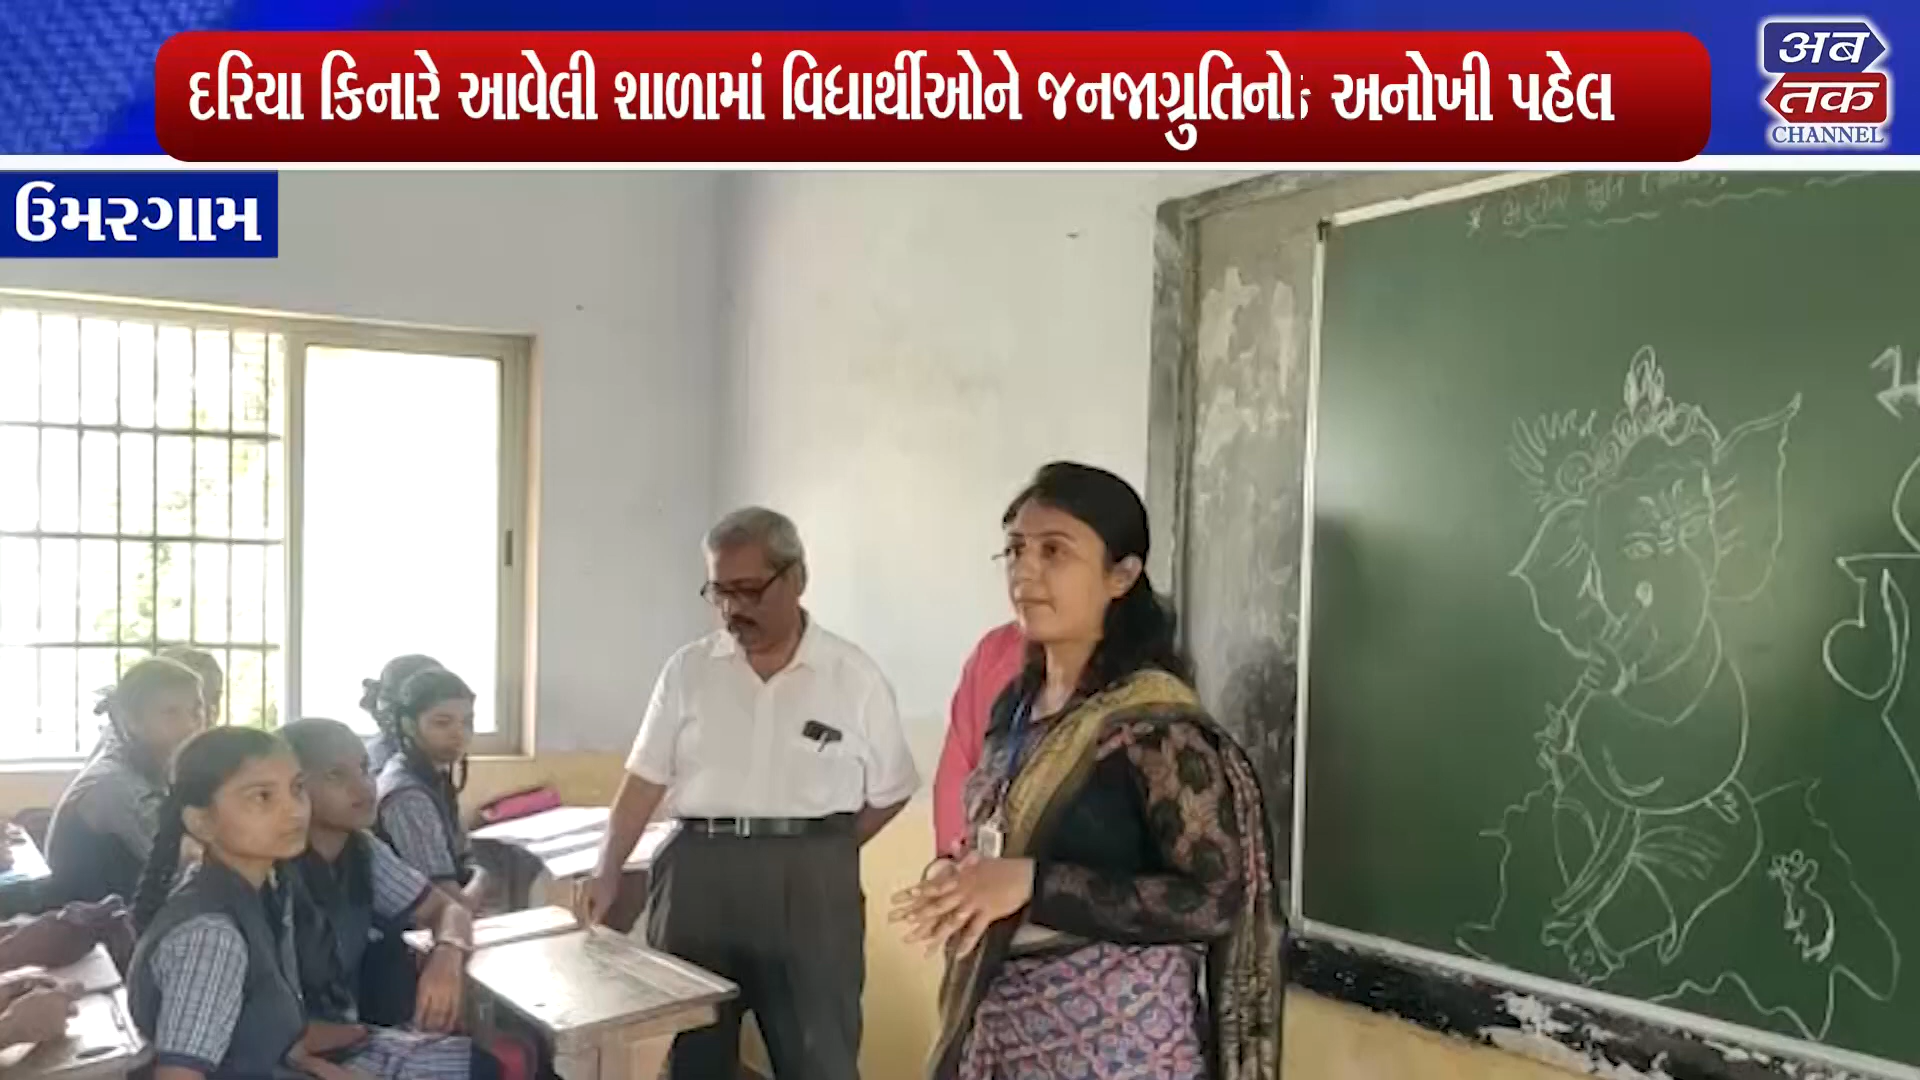 દરિયા કિનારે આવેલી શાળામાં વિધાર્થીઓને જનજાગ્રુતિનો અનોખી પહેલ
अब
तक
CHANNEL
ઉમરગામ